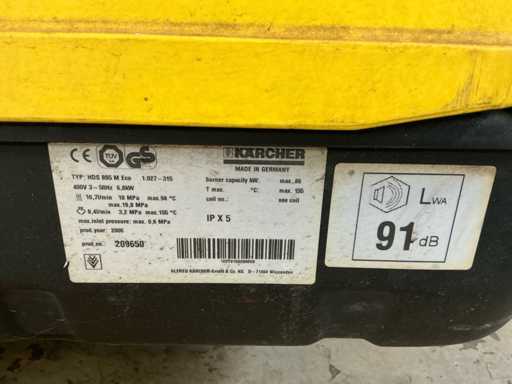 CE TÜV GS
KÄRCHER
MADE IN GERMANY
TYP: HDS 895 M Eco 1.027-315
400V 3~50Hz 6,8kW
10,7l/min 18 MPa max.98 °C
max.19,8 MPa
9,4l/min 3,2 MPa max.155 °C
max.inlet pressure: max. 0,6 MPa
prod.year 2006
prod.no. 209650
burner capacity kW. max.
T max. °C: max. 155
coil no.: see coil
IP X 5
ALFRED KÄRCHER GmbH & Co. KG. D - 71364 Winnenden
LWA
91 dB